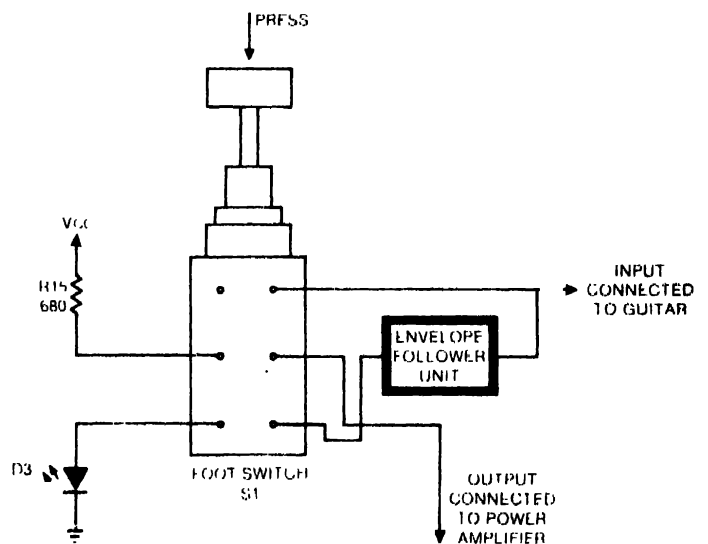 PRESS
VCC
R15
680
INPUT
CONNECTED
TO GUITAR
ENVELOPE
FOLLOWER
UNIT
D3
FOOT SWITCH
S1
OUTPUT
CONNECTED
TO POWER
AMPLIFIER